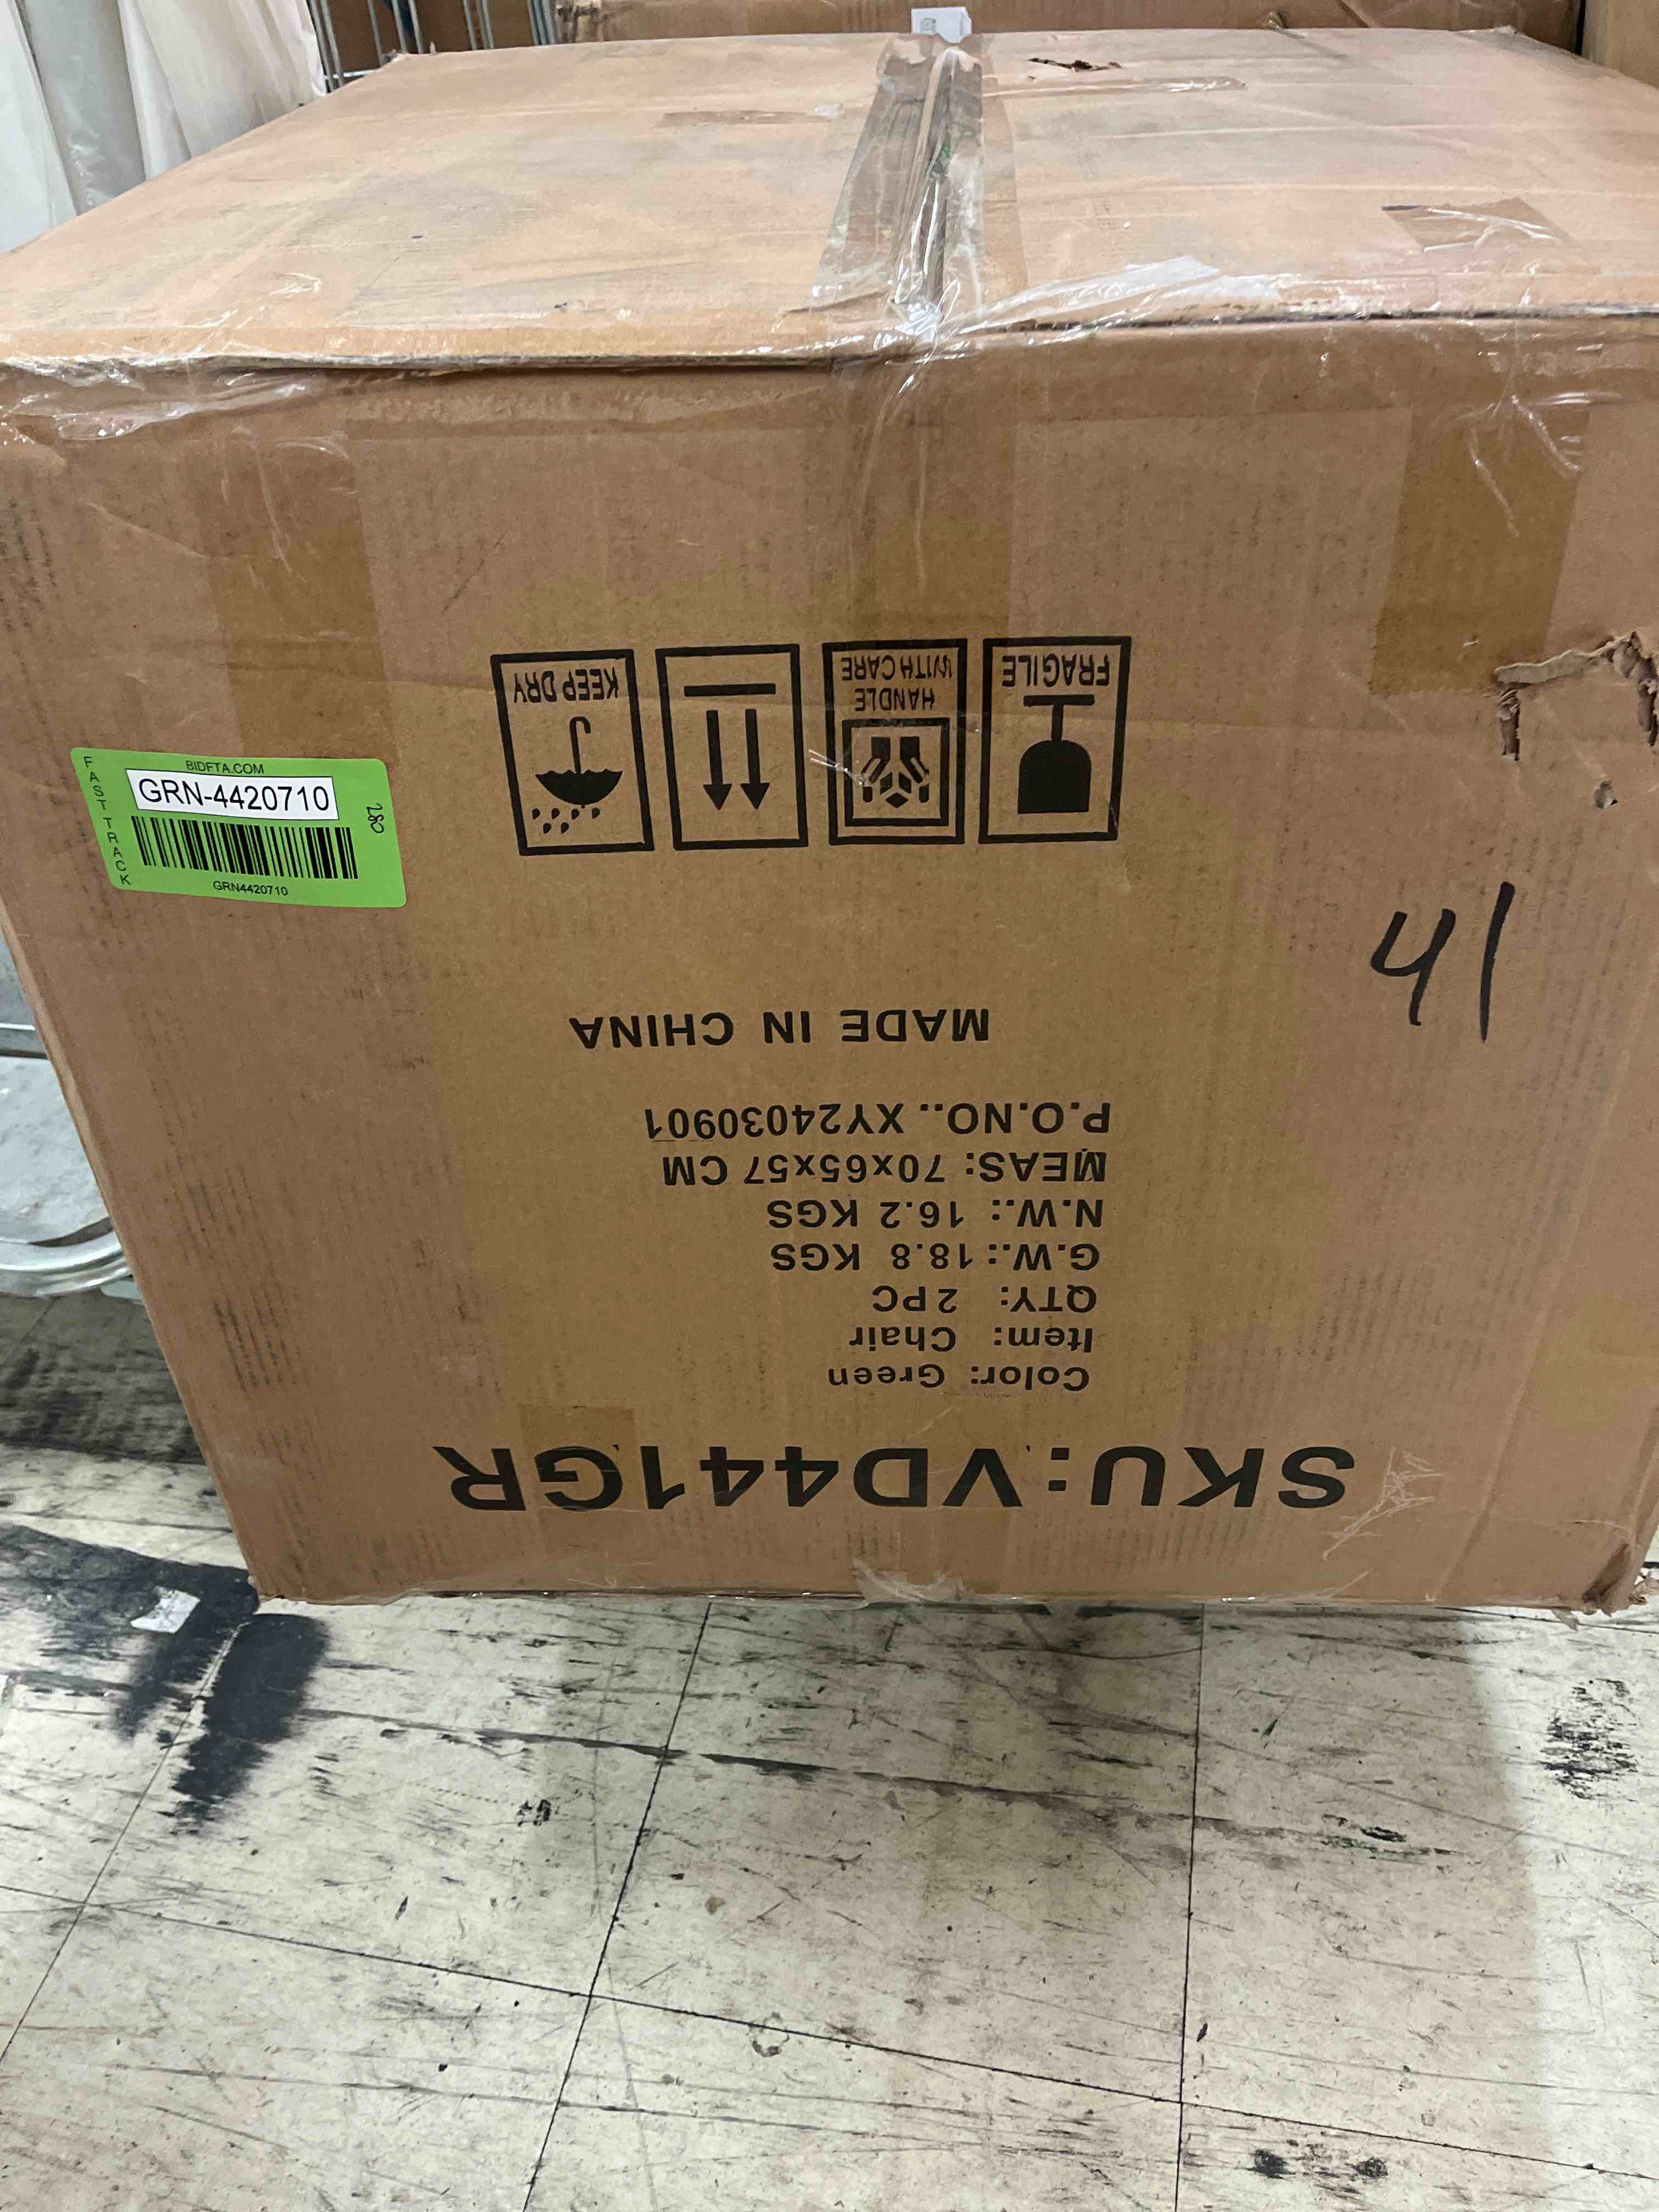 SKU: VD441GR
Color: Green
Item: Chair
QTY: 2PC
G.W.: 18.8 KGS
N.W.: 16.2 KGS
MEAS: 70x65x57 CM
P.O.NO.. XY24030901
MADE IN CHINA
FRAGILE
HANDLE
WITH CARE
KEEP DRY
41
BIDFTA.COM
FAST TRACK
GRN-4420710
GRN4420710
280